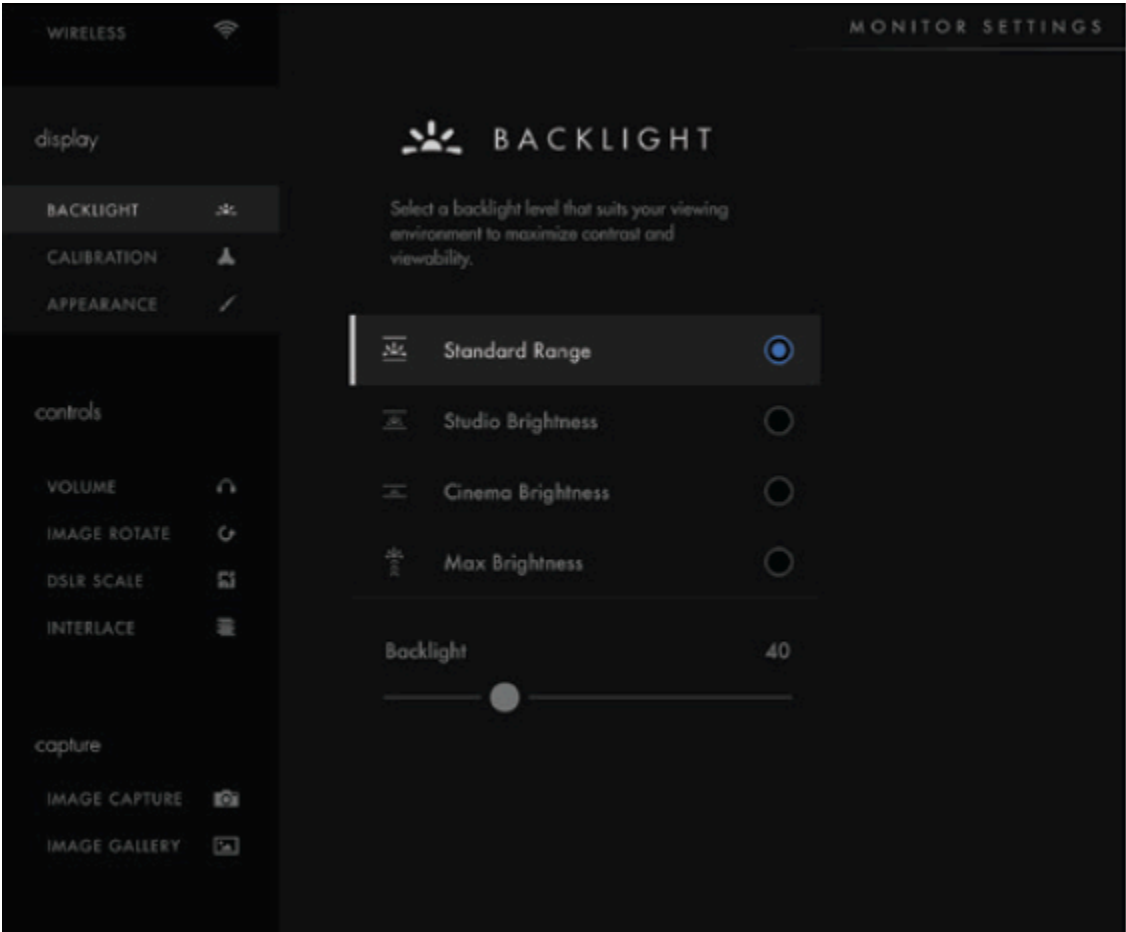 WIRELESS
MONITOR SETTINGS
display
BACKLIGHT
CALIBRATION
APPEARANCE
controls
VOLUME
IMAGE ROTATE
DSLR SCALE
INTERLACE
capture
IMAGE CAPTURE
IMAGE GALLERY
BACKLIGHT
Select a backlight level that suits your viewing
environment to maximize contrast and
viewability.
Standard Range
Studio Brightness
Cinema Brightness
Max Brightness
Backlight 40